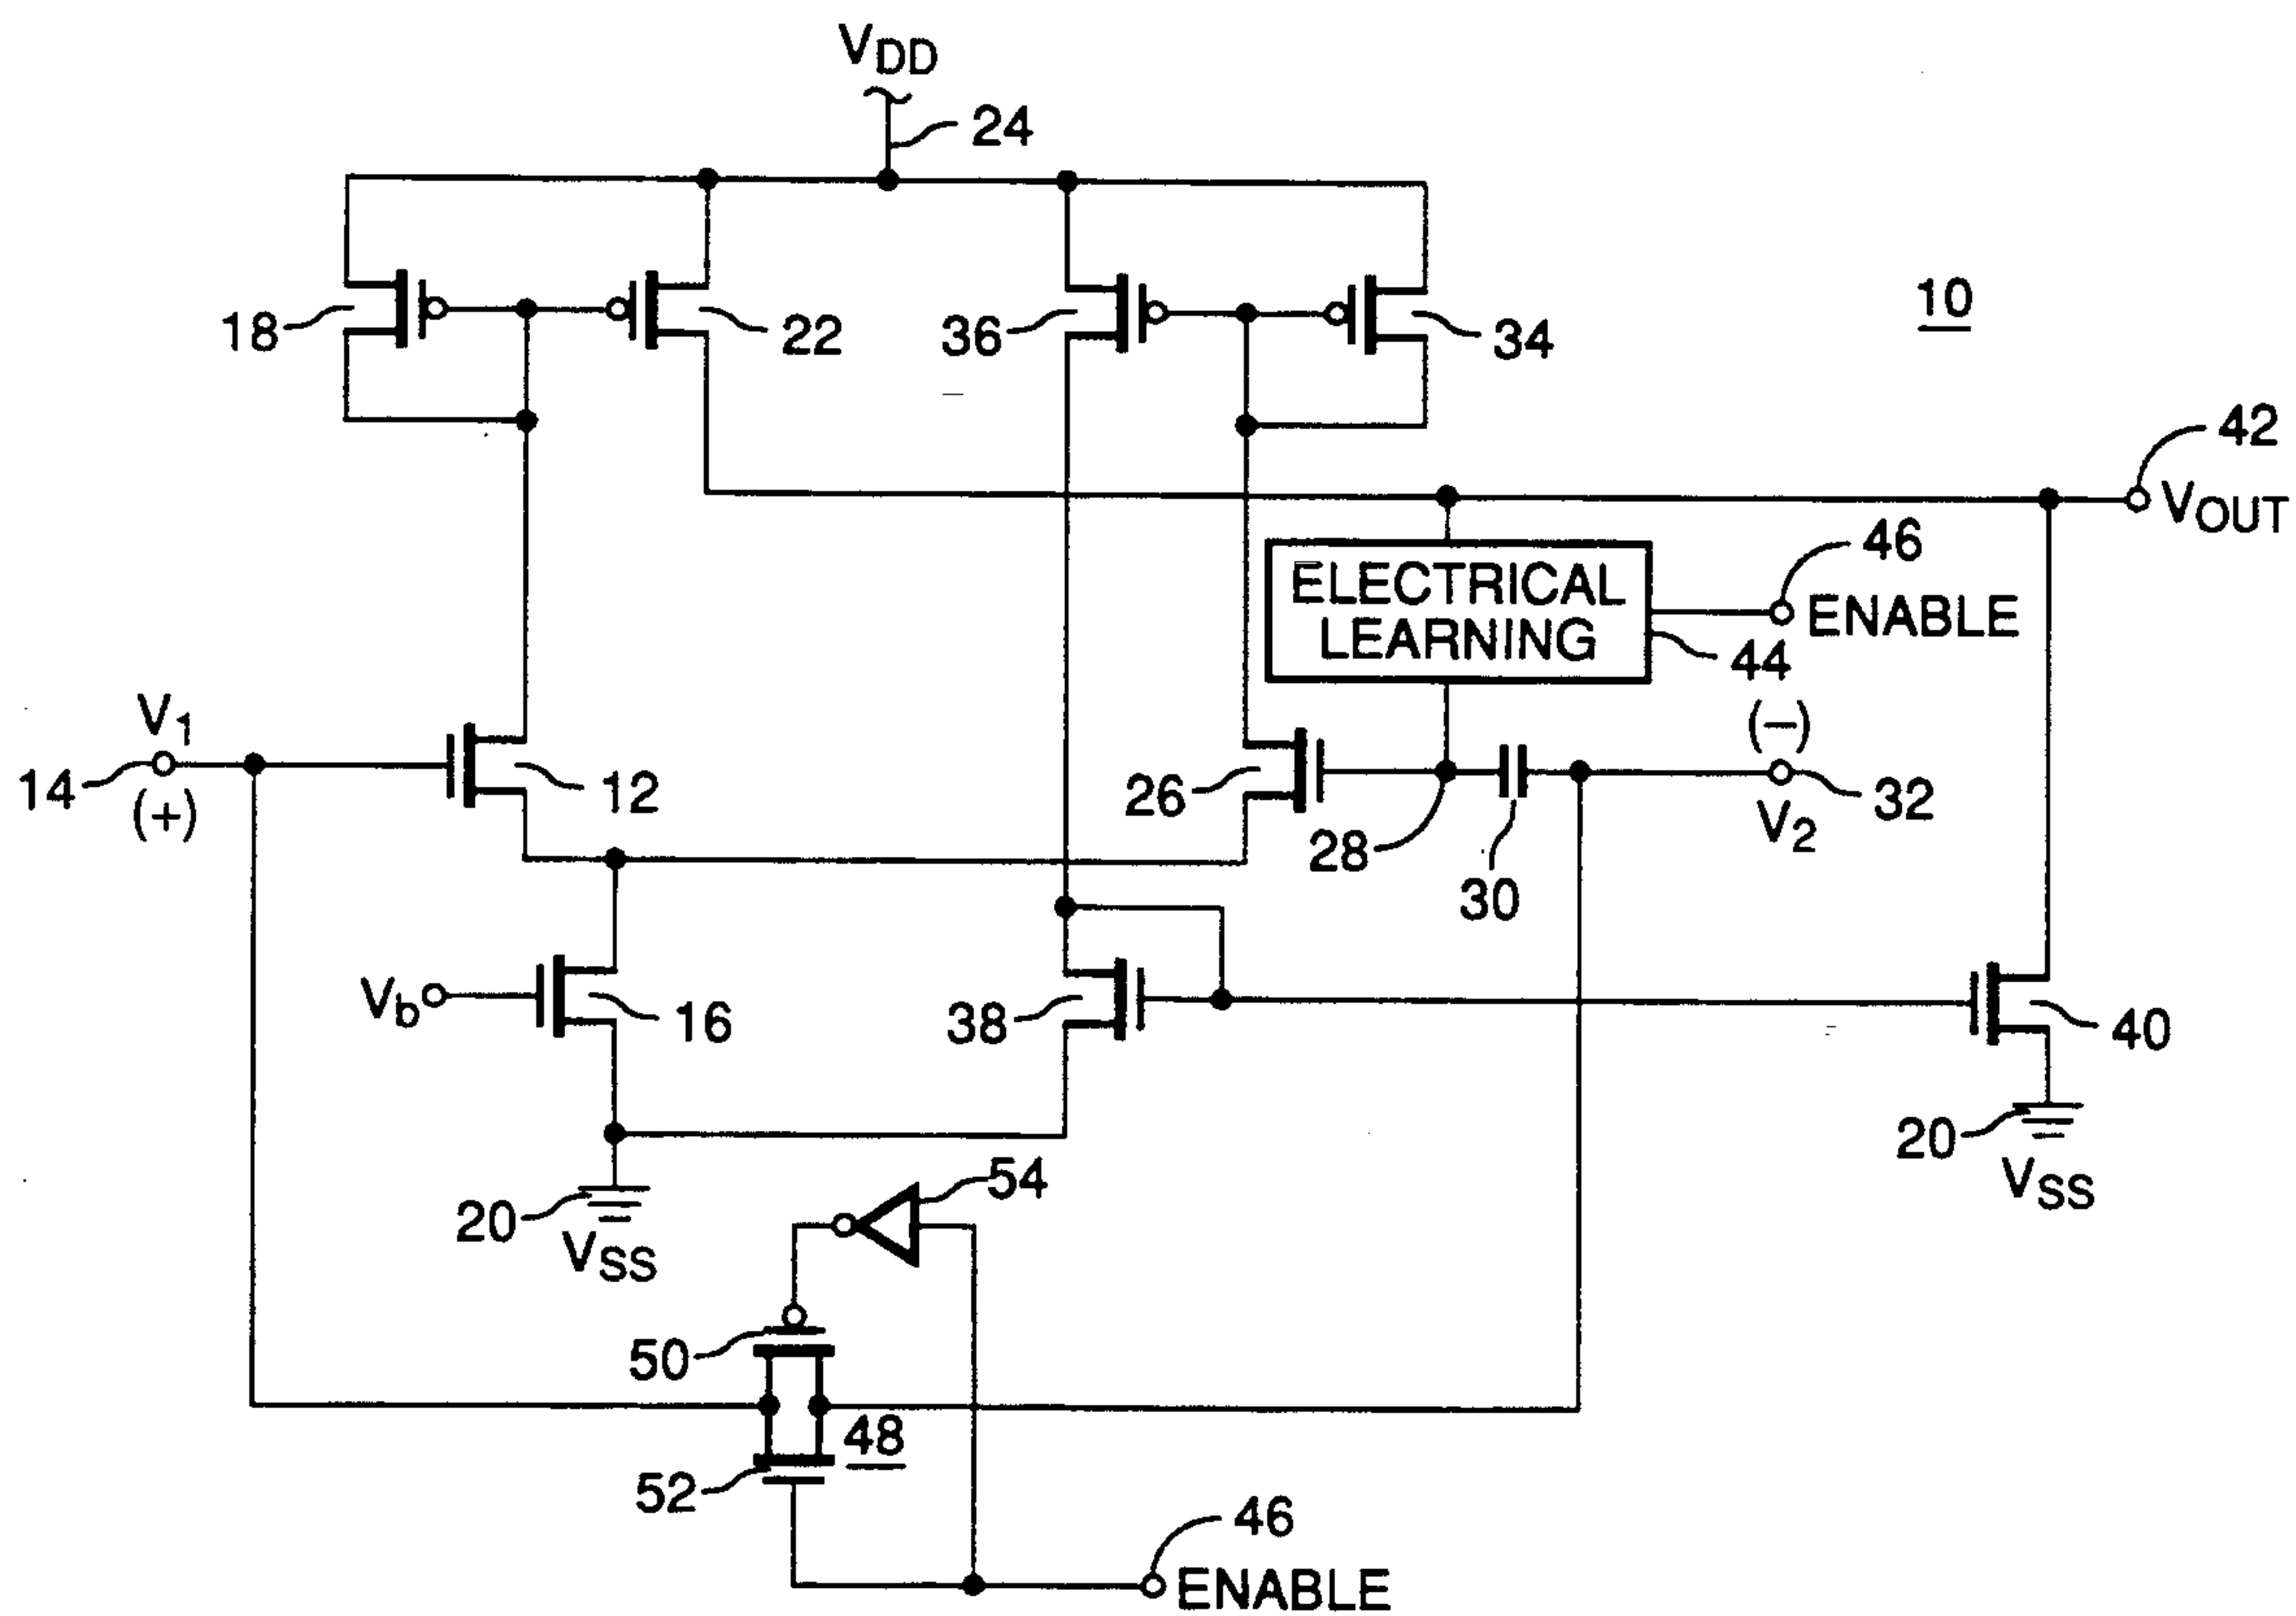 VDD
24
18
22
36
34
10
42
VOUT
46
ENABLE
ELECTRICAL
LEARNING
44
V1
(−)
14
(+)
12
26
28
30
32
V2
Vb
16
38
40
20
VSS
20
VSS
54
50
48
52
46
ENABLE